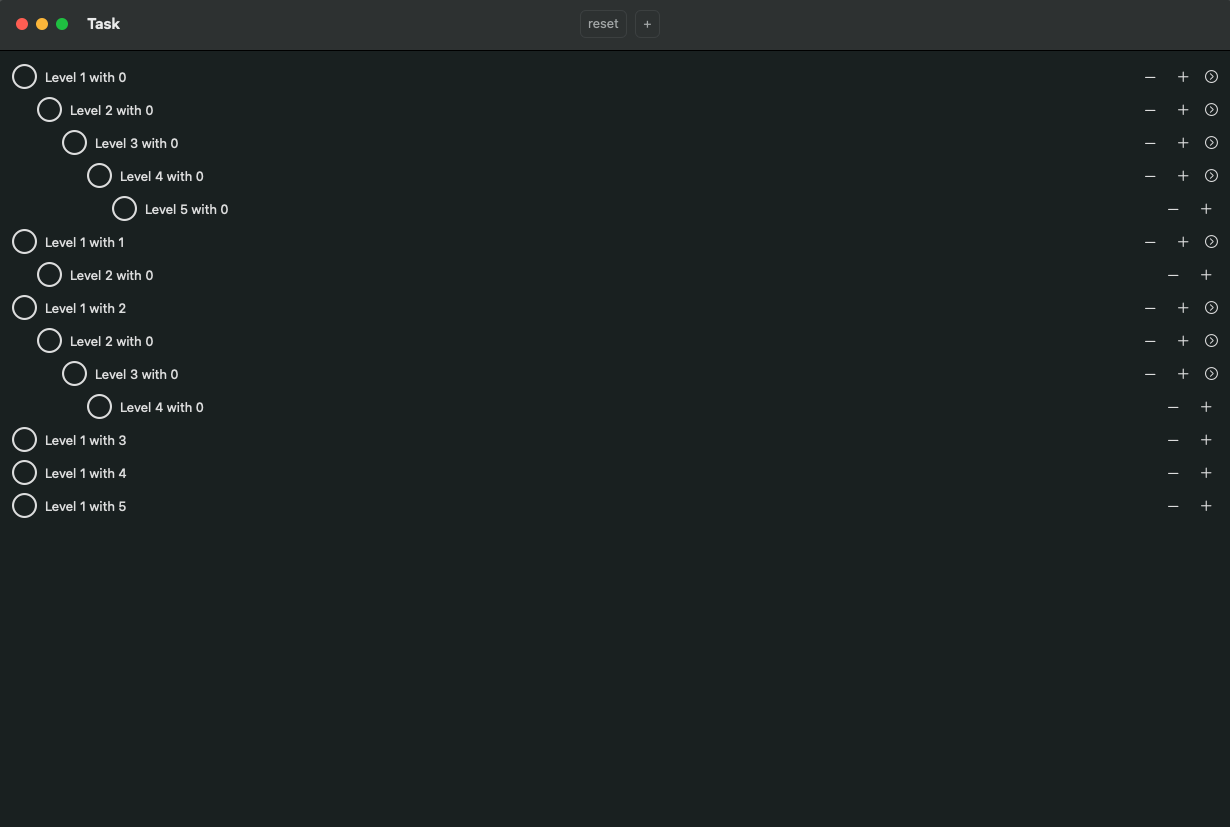 Task reset +
Level 1 with 0
Level 2 with 0
Level 3 with 0
Level 4 with 0
Level 5 with 0
Level 1 with 1
Level 2 with 0
Level 1 with 2
Level 2 with 0
Level 3 with 0
Level 4 with 0
Level 1 with 3
Level 1 with 4
Level 1 with 5